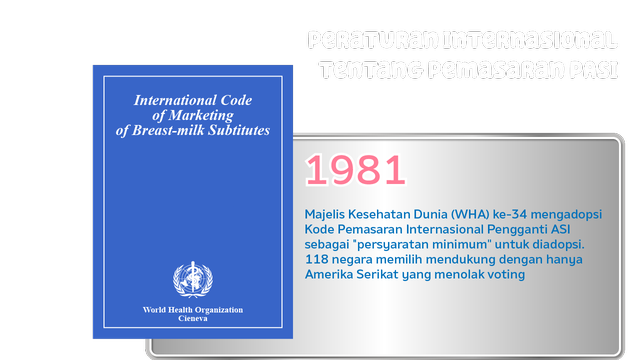 Peraturan Internasional
Tentang Pemasaran PASI
International Code
of Marketing
of Breast-milk Subtitutes
World Health Organization
Cieneva
1981
Majelis Kesehatan Dunia (WHA) ke-34 mengadopsi
Kode Pemasaran Internasional Pengganti ASI
sebagai "persyaratan minimum" untuk diadopsi.
118 negara memilih mendukung dengan hanya
Amerika Serikat yang menolak voting